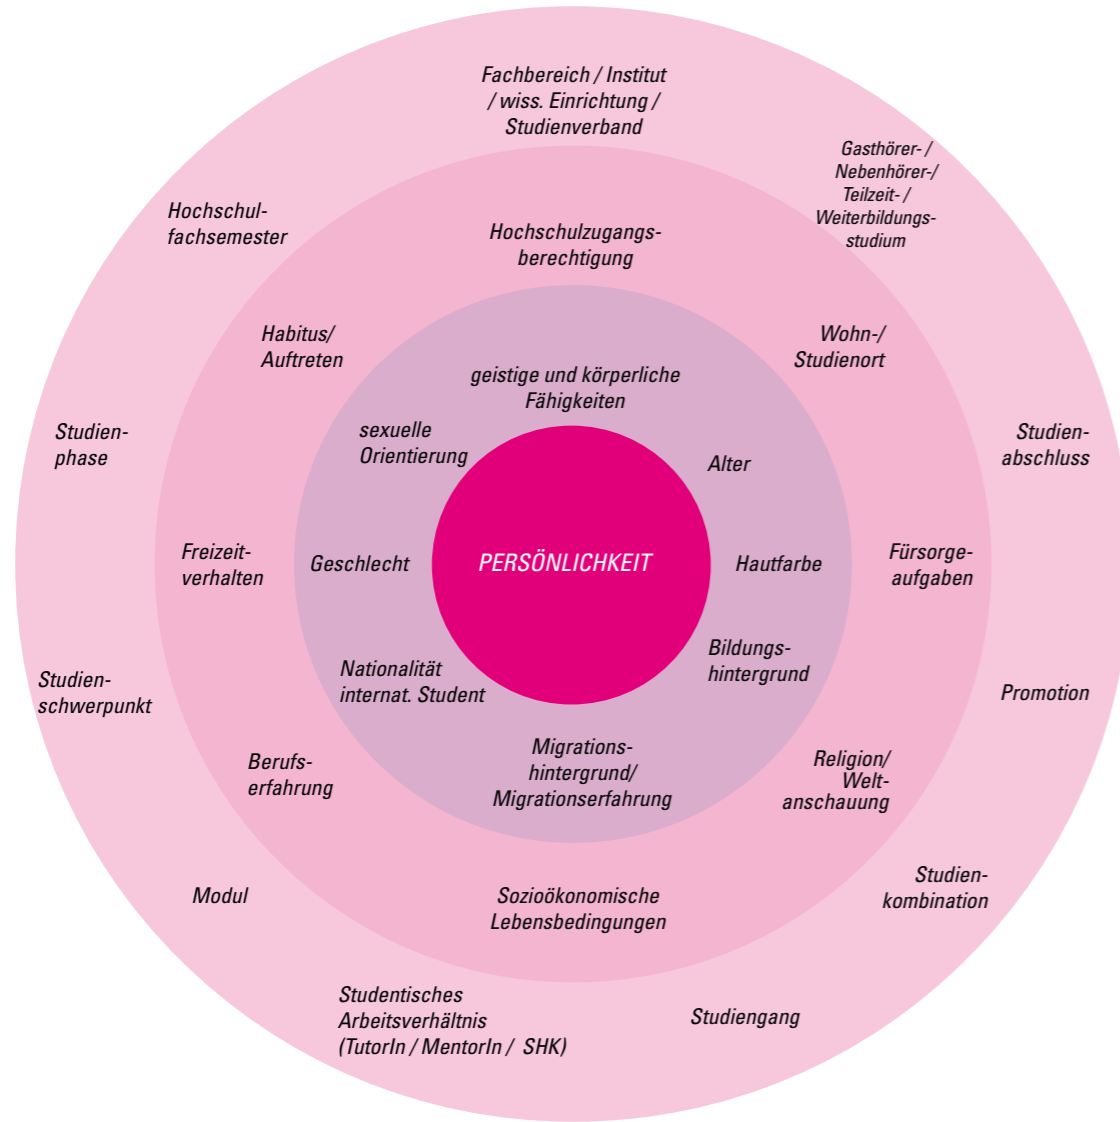 Fachbereich / Institut
/ wiss. Einrichtung /
Studienverband
Gasthörer- /
Nebenhörer-/
Teilzeit- /
Weiterbildungs-
studium
Hochschul-
fachsemester
Hochschulzugangs-
berechtigung
Habitus/
Auftreten
Wohn-/
Studienort
geistige und körperliche
Fähigkeiten
sexuelle
Orientierung
Alter
Studien-
phase
Studien-
abschluss
Freizeit-
verhalten
Geschlecht
PERSÖNLICHKEIT
Hautfarbe
Fürsorge-
aufgaben
Bildungs-
hintergrund
Nationalität
internat. Student
Studien-
schwerpunkt
Promotion
Migrations-
hintergrund/
Migrationserfahrung
Berufs-
erfahrung
Religion/
Welt-
anschauung
Modul
Sozioökonomische
Lebensbedingungen
Studien-
kombination
Studentisches
Arbeitsverhältnis
(TutorIn / MentorIn / SHK)
Studiengang